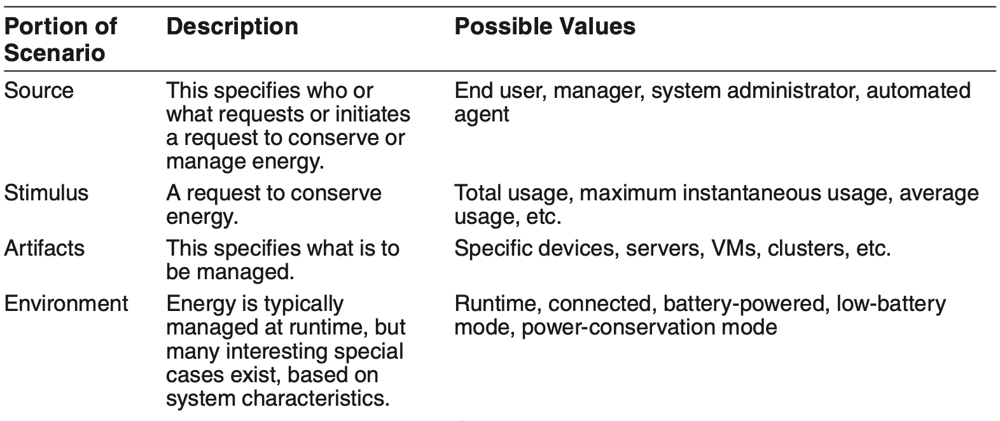 Portion of Scenario Description Possible Values
Source This specifies who or what requests or initiates a request to conserve or manage energy. End user, manager, system administrator, automated agent
Stimulus A request to conserve energy. Total usage, maximum instantaneous usage, average usage, etc.
Artifacts This specifies what is to be managed. Specific devices, servers, VMs, clusters, etc.
Environment Energy is typically managed at runtime, but many interesting special cases exist, based on system characteristics. Runtime, connected, battery-powered, low-battery mode, power-conservation mode